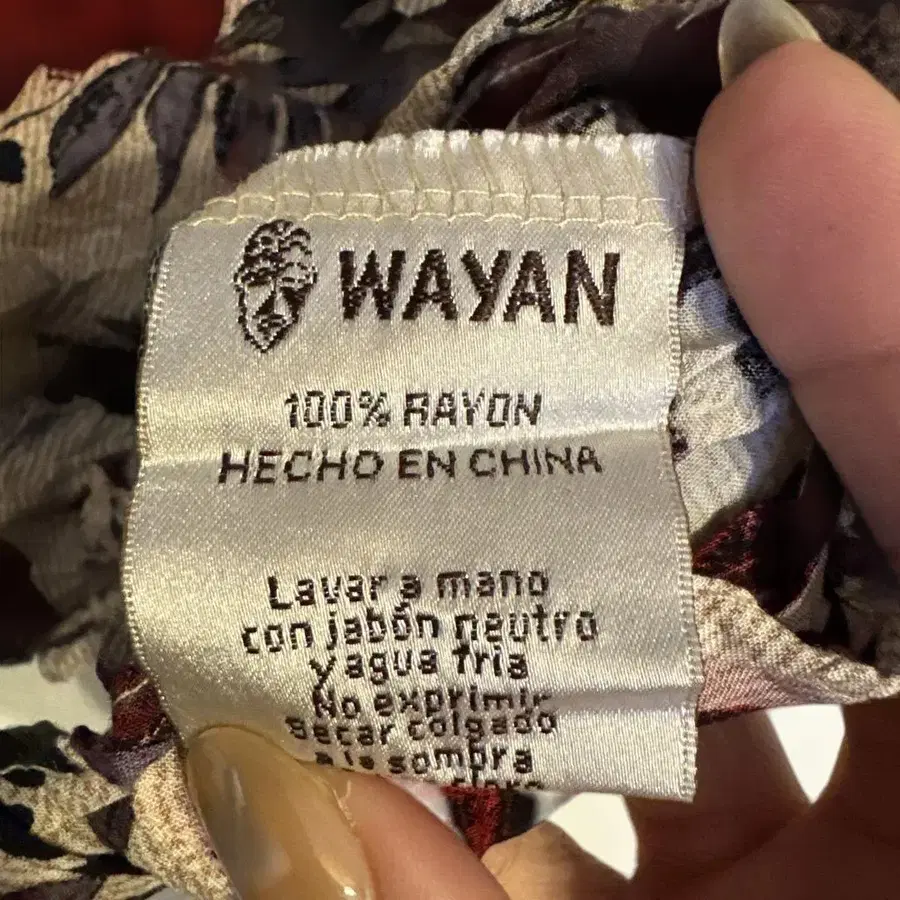 WAYAN
100% RAYON
HECHO EN CHINA
Lavar a mano
con jabón neutro
y agua fria
No exprimir
secar colgado
a la sombra